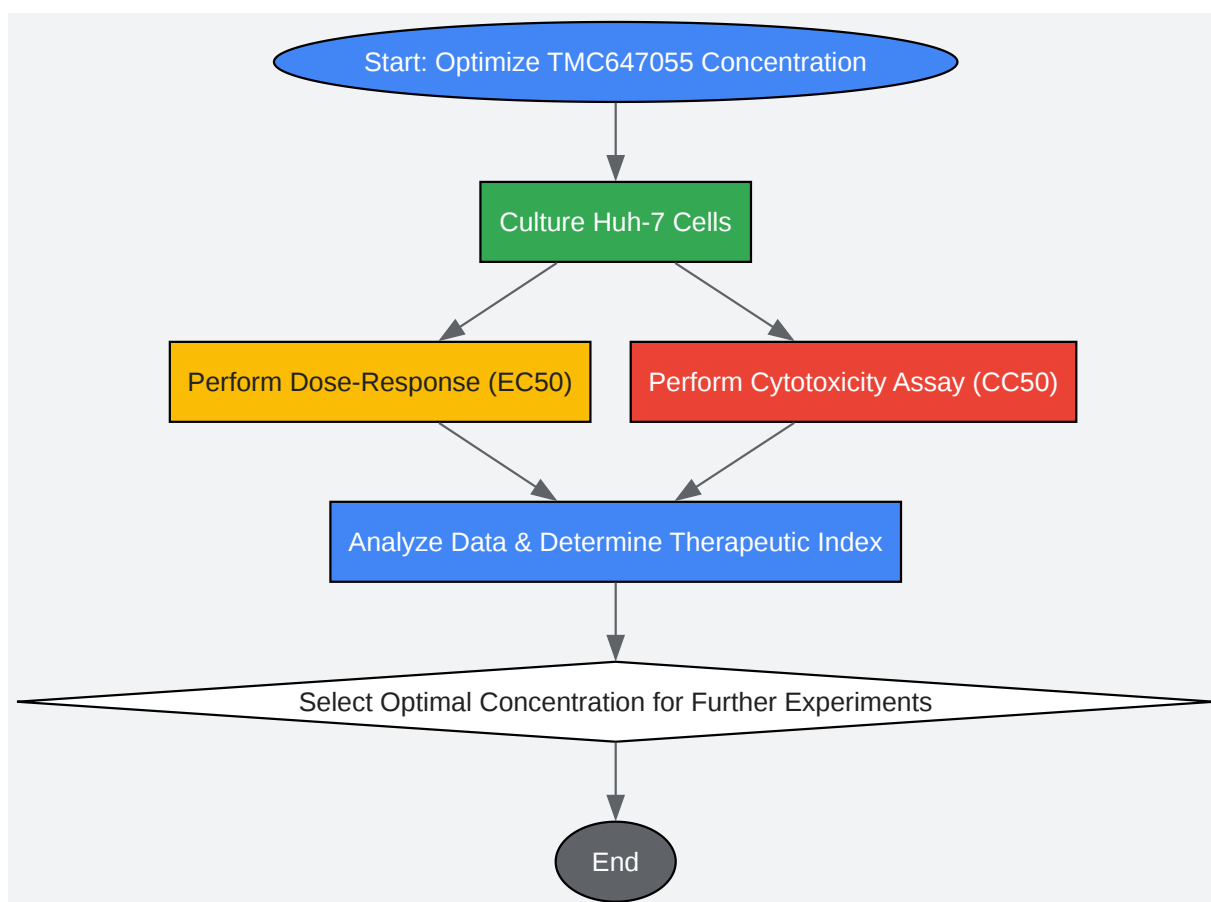 Start: Optimize TMC647055 Concentration
Culture Huh-7 Cells
Perform Dose-Response (EC50)
Perform Cytotoxicity Assay (CC50)
Analyze Data & Determine Therapeutic Index
Select Optimal Concentration for Further Experiments
End